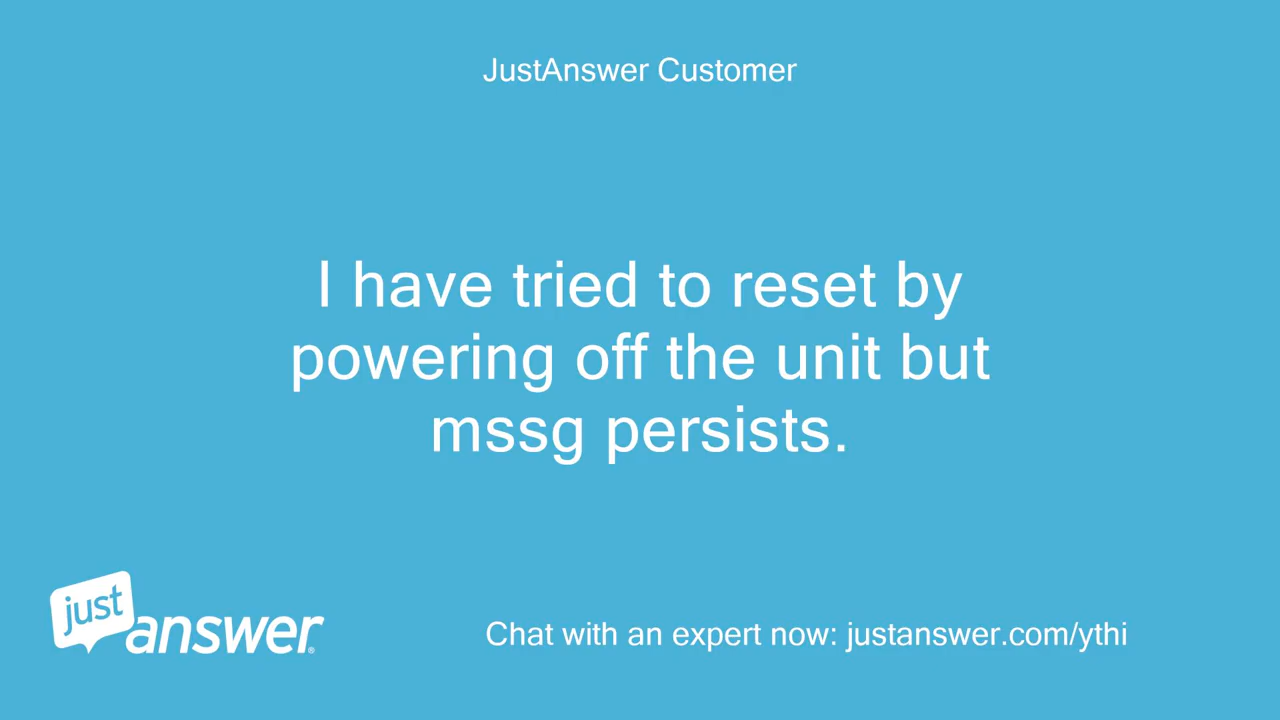 JustAnswer Customer
I have tried to reset by
powering off the unit but
mssg persists.
just
answer®
Chat with an expert now: justanswer.com/ythi